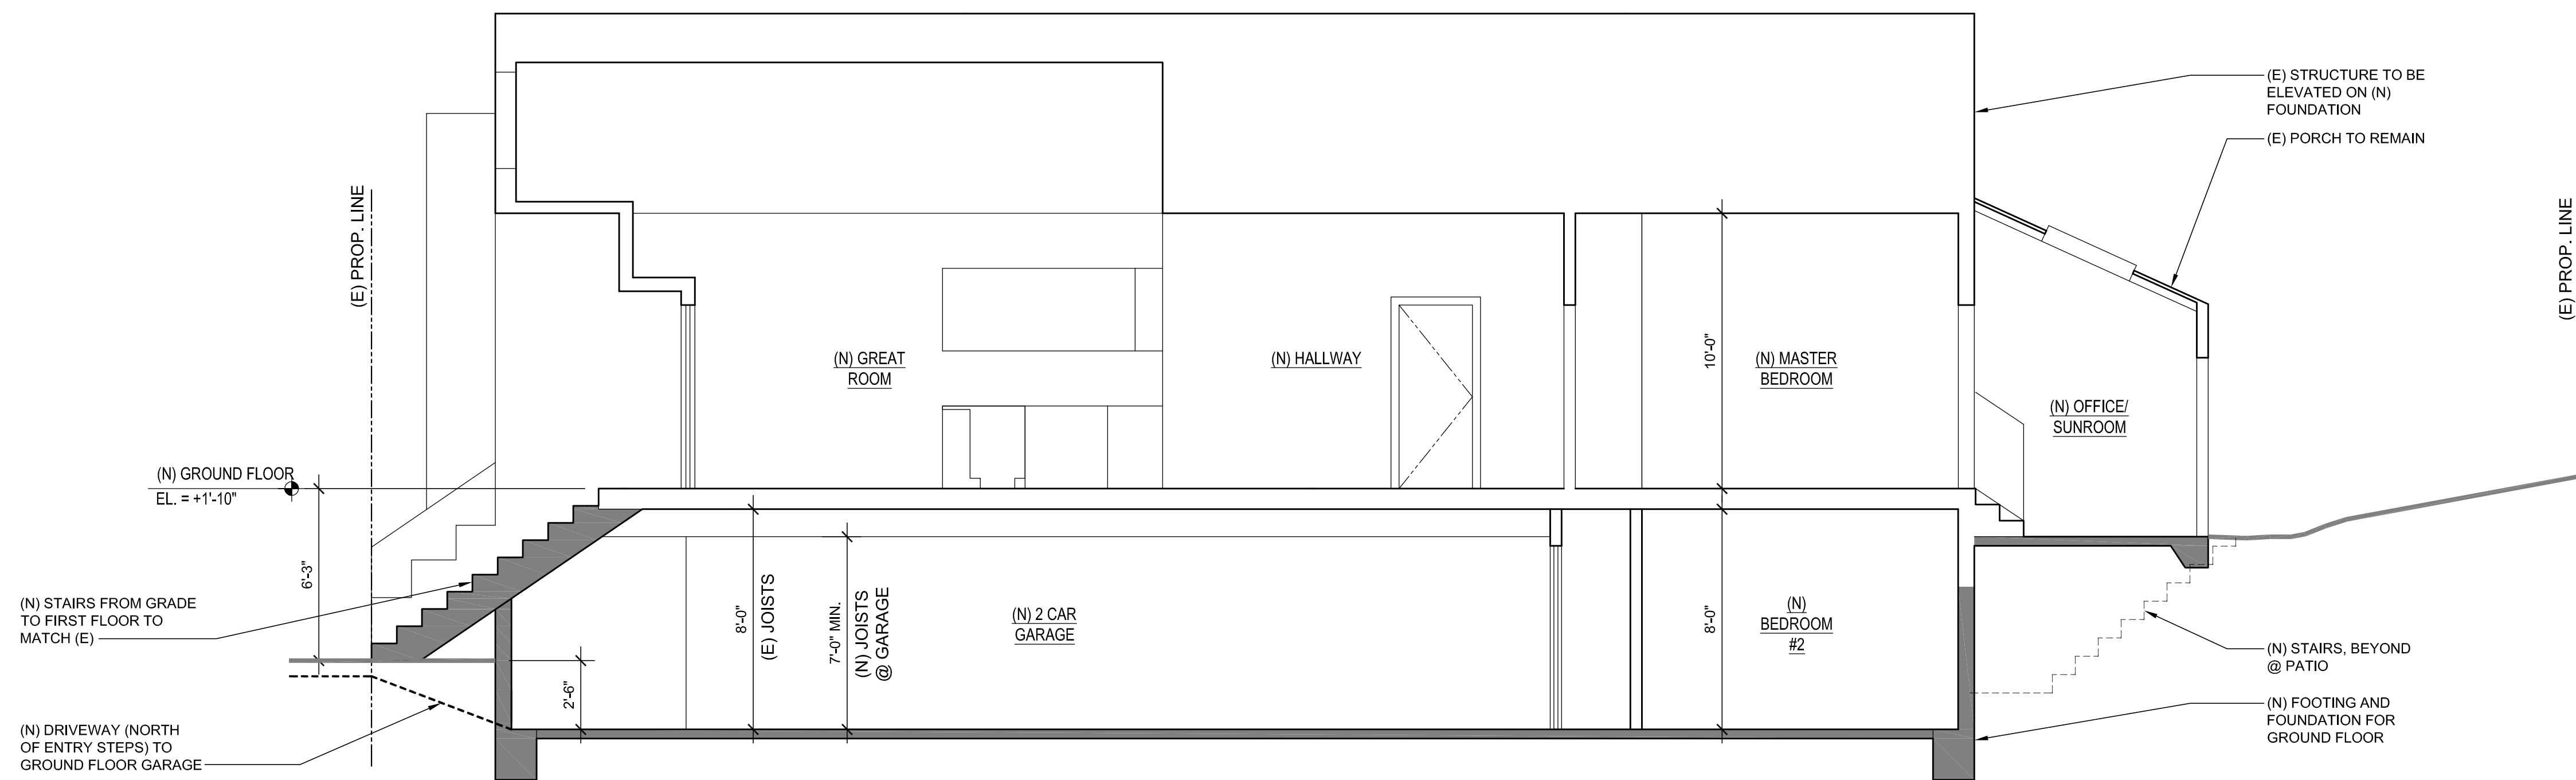 (E) STRUCTURE TO BE
ELEVATED ON (N)
FOUNDATION
(E) PORCH TO REMAIN
(E) PROP. LINE
(E) PROP. LINE
(N) GREAT
ROOM
(N) HALLWAY
10'-0"
(N) MASTER
BEDROOM
(N) OFFICE/
SUNROOM
(N) GROUND FLOOR
EL. = +1'-10"
6'-3"
(N) STAIRS FROM GRADE
TO FIRST FLOOR TO
MATCH (E)
8'-0"
(E) JOISTS
7'-0" MIN.
(N) JOISTS
@ GARAGE
(N) 2 CAR
GARAGE
8'-0"
(N)
BEDROOM
#2
(N) STAIRS, BEYOND
@ PATIO
2'-6"
(N) DRIVEWAY (NORTH
OF ENTRY STEPS) TO
GROUND FLOOR GARAGE
(N) FOOTING AND
FOUNDATION FOR
GROUND FLOOR